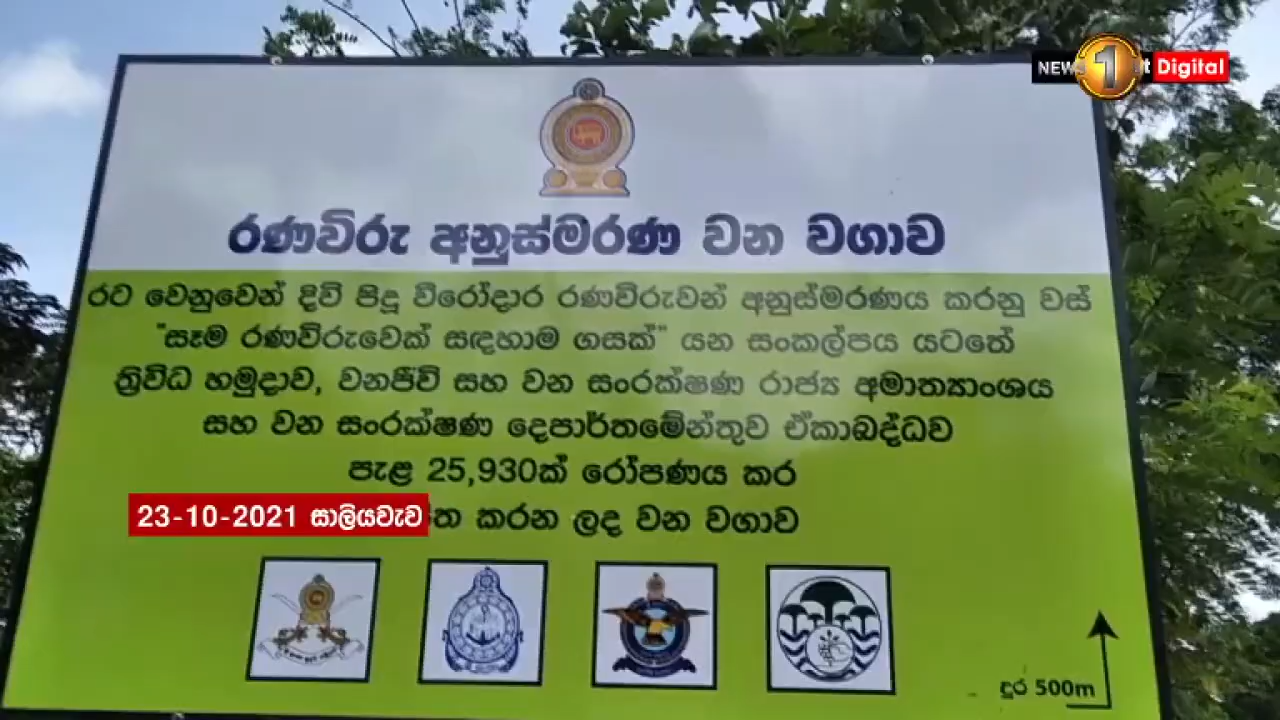 NEWS 1st Digital
රණවිරු අනුස්මරණ වන වගාව
රට වෙනුවෙන් දිවි පිදූ විරෝදාර රණවිරුවන් අනුස්මරණය කරනු වස්
"සෑම රණවිරුවෙක් සඳහාම ගසක්" යන සංකල්පය යටතේ
ත්‍රිවිධ හමුදාව, වනජීවි සහ වන සංරක්ෂණ රාජ්‍ය අමාත්‍යාංශය
සහ වන සංරක්ෂණ දෙපාර්තමේන්තුව ඒකාබද්ධව
පැළ 25,930ක් රෝපණය කර
23-10-2021 සාලියවැව
කරන ලද වන වගාව
දුර 500m